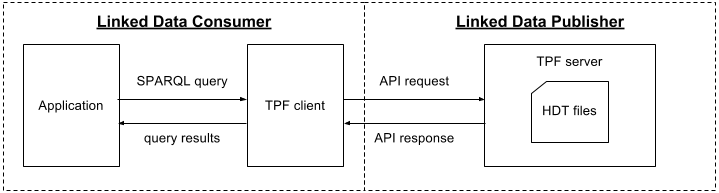 Linked Data Consumer
Linked Data Publisher
Application
SPARQL query
query results
TPF client
API request
API response
TPF server
HDT files